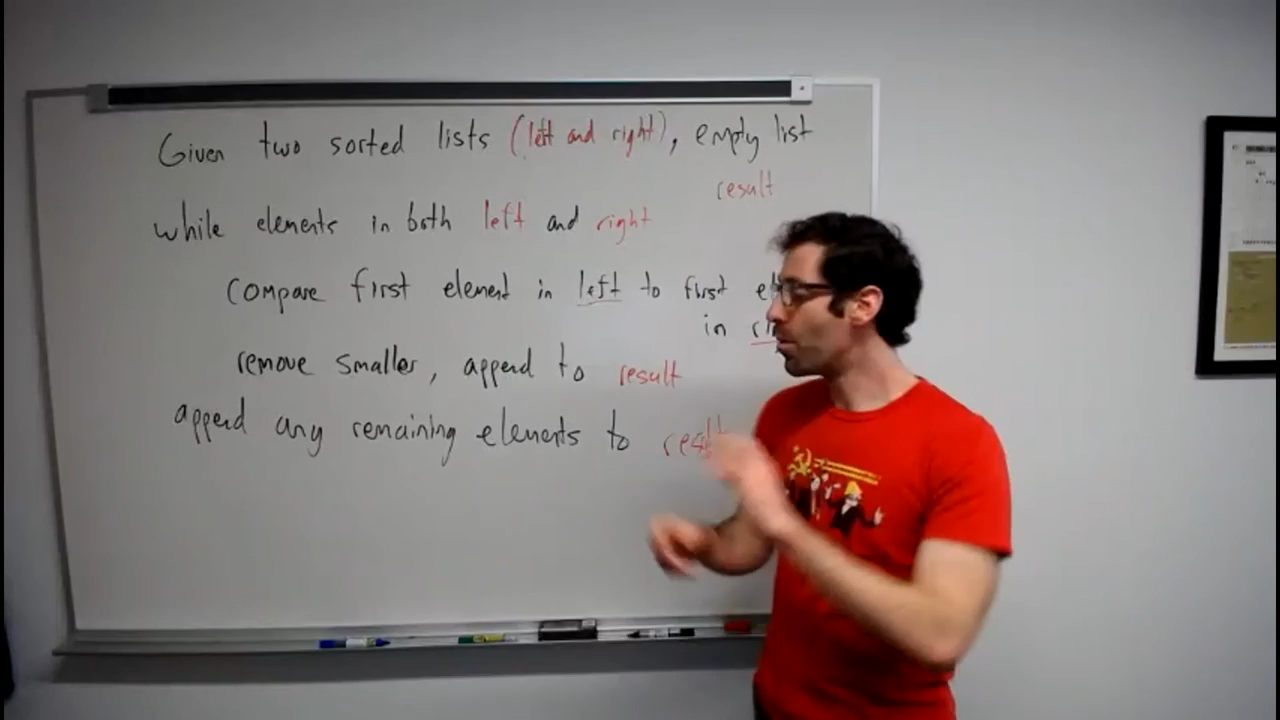 Given two sorted lists (left and right), empty list
result
while elements in both left and right
compare first element in left to first
in
remove smaller, append to result
append any remaining elements to result